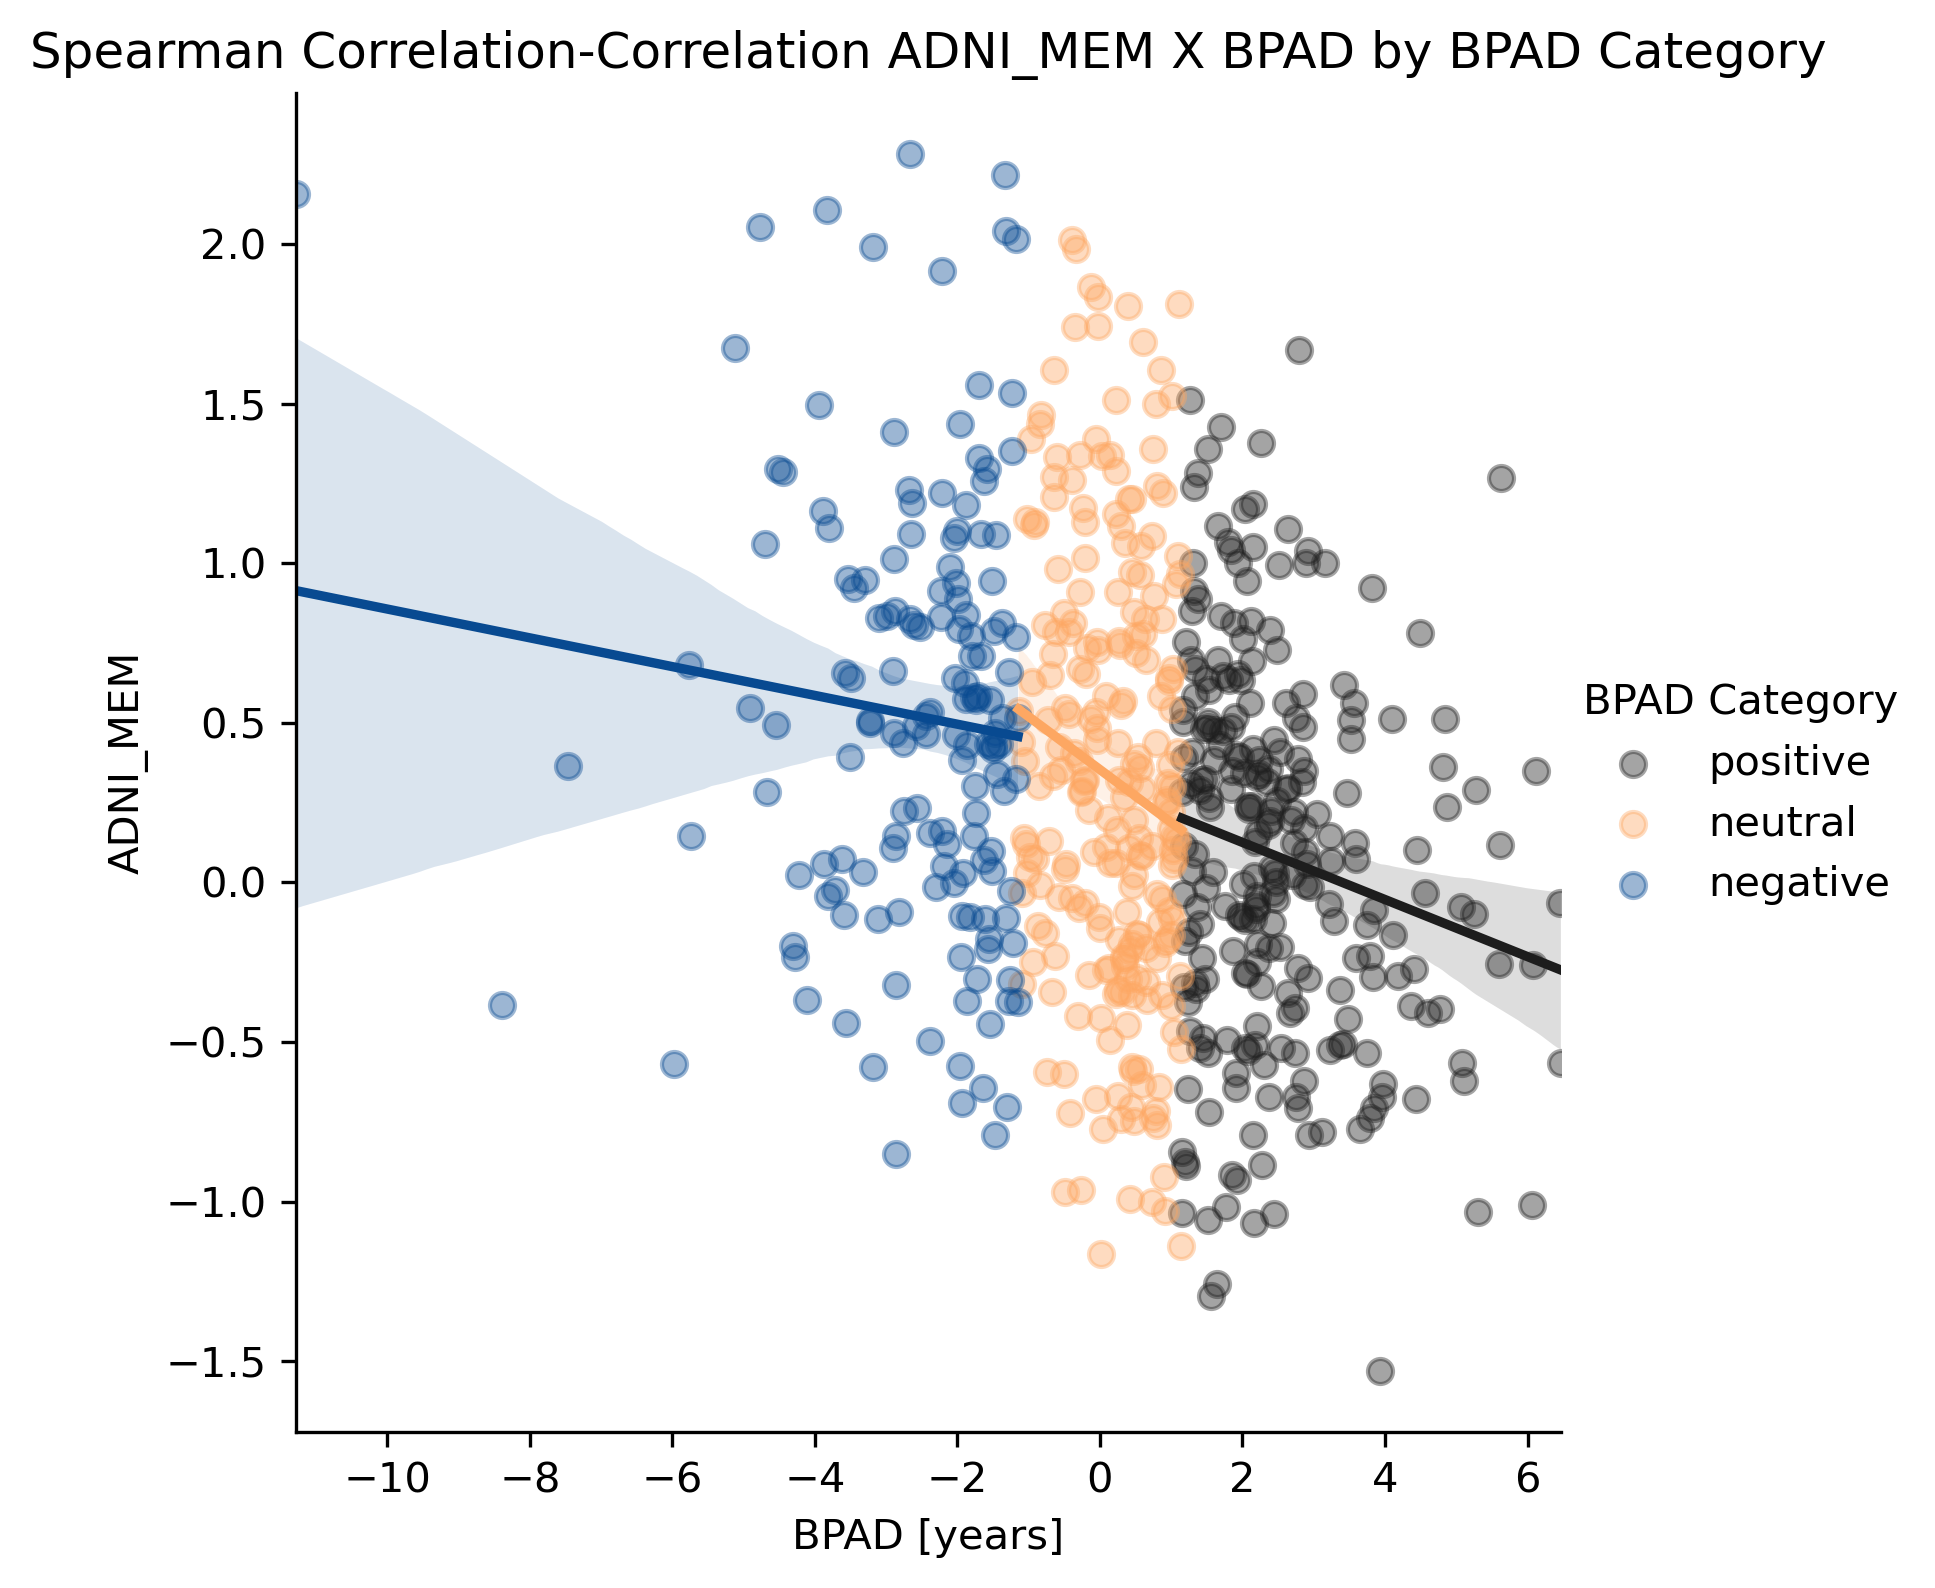 Spearman Correlation-Correlation ADNI_MEM X BPAD by BPAD Category
2.0
1.5
1.0
0.5
0.0
−0.5
−1.0
−1.5
ADNI_MEM
−10 −8 −6 −4 −2 0 2 4 6
BPAD [years]
BPAD Category
positive
neutral
negative